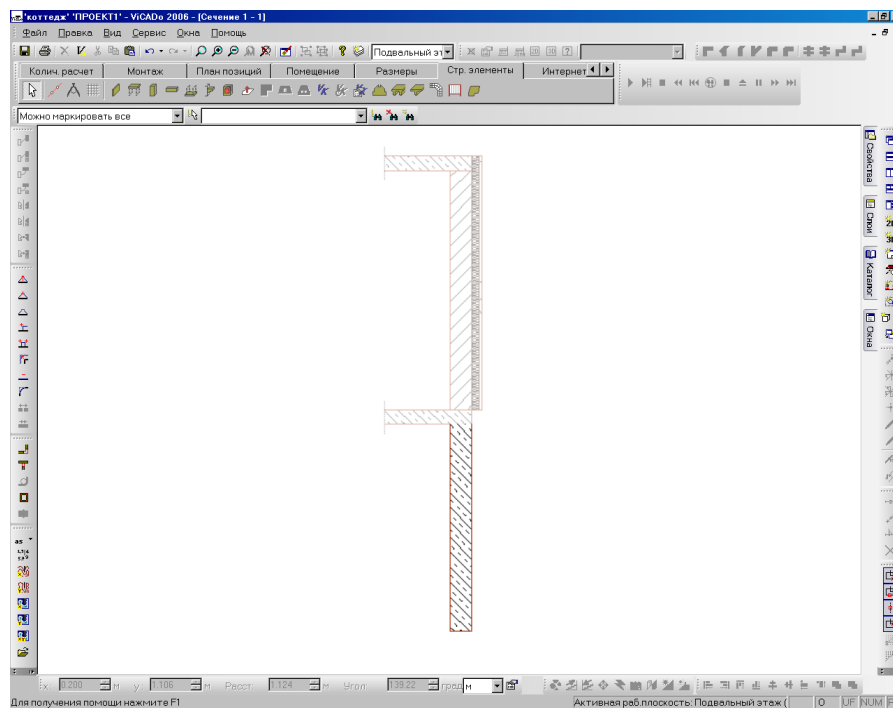 'коттедж' 'ПРОЕКТ1' - ViCADo 2006 - [Сечение 1 - 1]
Файл Правка Вид Сервис Окна Помощь
Подвальный эт
Колич. расчет Монтаж План позиций Помещение Размеры Стр. элементы Интернет
Можно маркировать все
Свойства
Слои
Каталог
Окна
as
x: 0.200 м y: 1.106 м Расст.: 1.124 м Угол: 139.22 град м
Для получения помощи нажмите F1 Активная раб.плоскость: Подвальный этаж ( 0 UF NUM